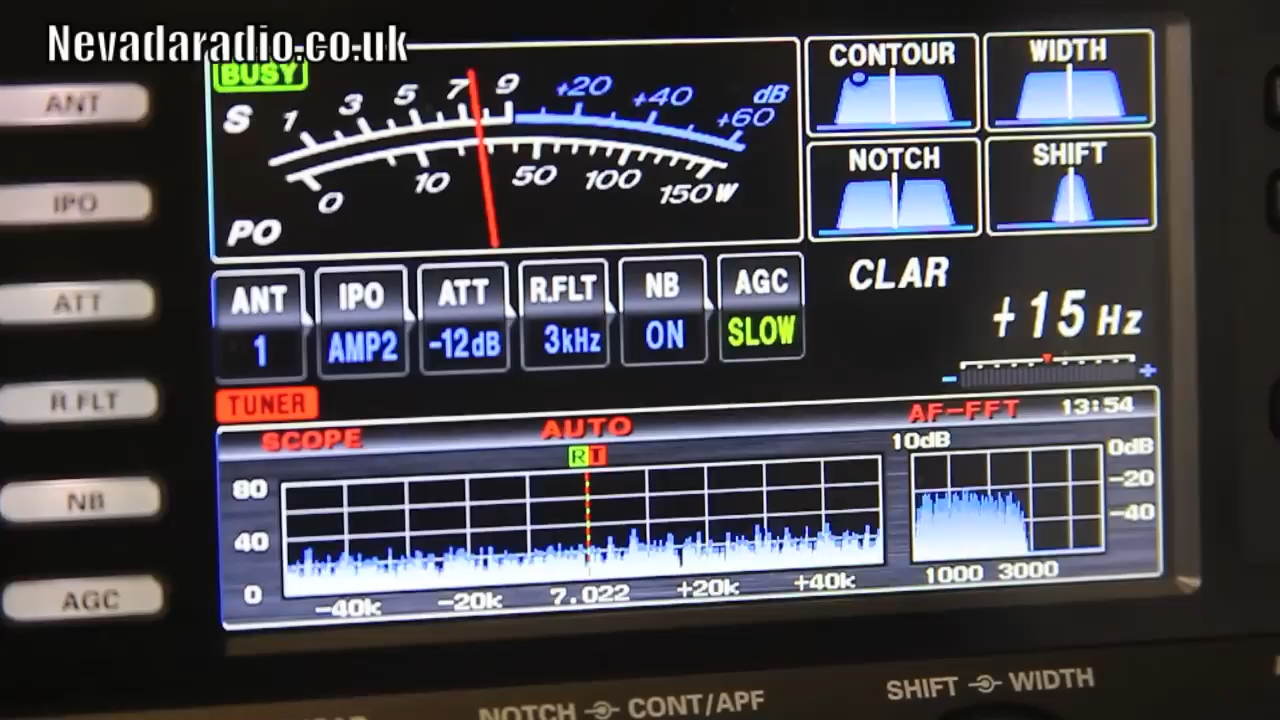 Nevadaradio.co.uk
BUSY
S 1 3 5 7 9 +20 +40 +60 dB
0 10 50 100 150 W
PO
CONTOUR
WIDTH
NOTCH
SHIFT
CLAR
+15 Hz
- +
ANT
1
IPO
AMP2
ATT
-12dB
R.FLT
3kHz
NB
ON
AGC
SLOW
TUNER
SCOPE
AUTO
AF-FFT
13:54
R T
80
40
0
-40k -20k 7.022 +20k +40k
10dB
0dB
-20
-40
1000 3000
ANT
IPO
ATT
R.FLT
NB
AGC
NOTCH CONT/APF
SHIFT WIDTH